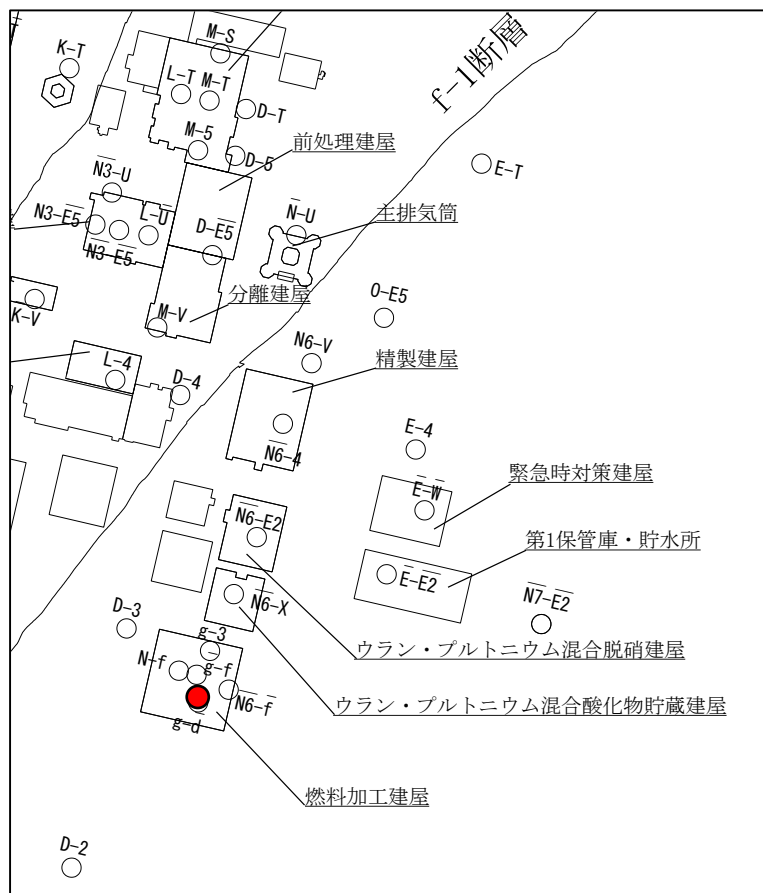 M-S
K-T
f-1断層
L-T
M-T
D-T
M-5
前処理建屋
D-5
E-T
N3-U
N3-E5
L-U
D-E5
N-U
主排気筒
N3-E5
分離建屋
K-V
M-V
O-E5
N6-V
精製建屋
L-4
D-4
N6-4
E-4
緊急時対策建屋
E-W
N6-E2
第1保管庫・貯水所
E-E2
N7-E2
N6-X
D-3
g-3
ウラン・プルトニウム混合脱硝建屋
N-f
g-f
N6-f
ウラン・プルトニウム混合酸化物貯蔵建屋
g-d
燃料加工建屋
D-2